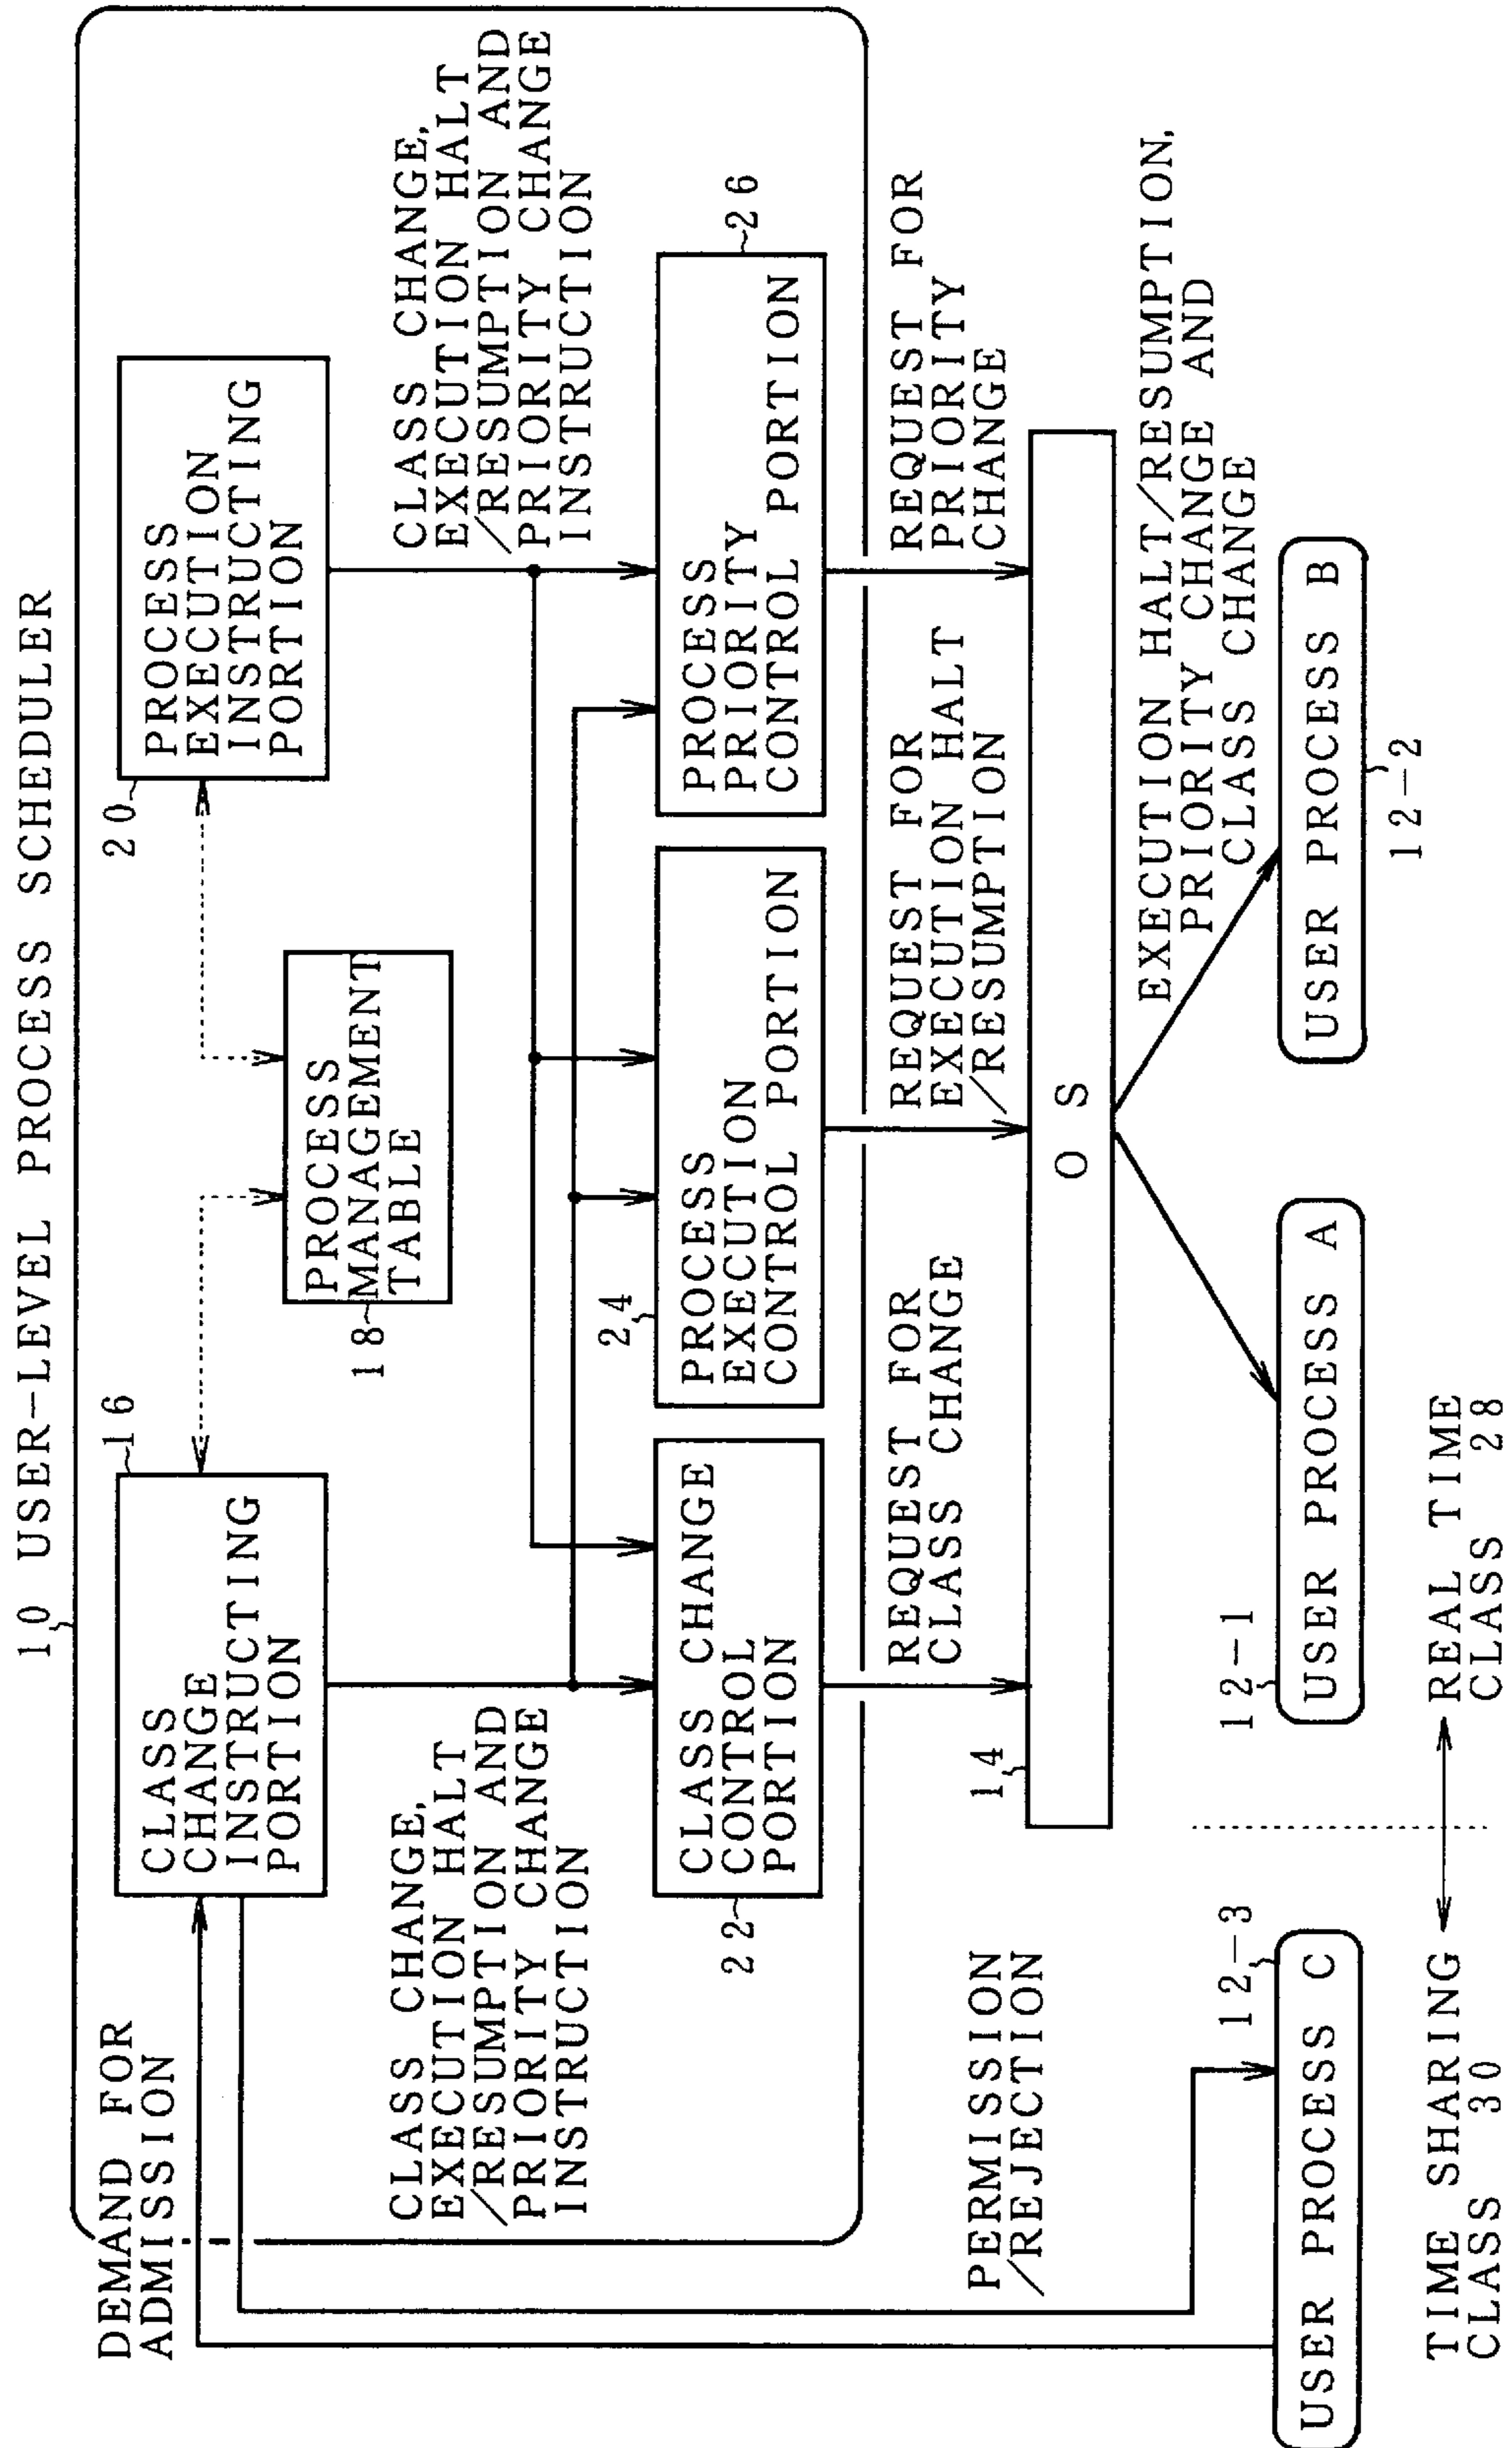 10 USER-LEVEL PROCESS SCHEDULER
DEMAND FOR
ADMISSION
CLASS
CHANGE
INSTRUCTING
PORTION
16
PROCESS
MANAGEMENT
TABLE
18
PROCESS
EXECUTION
INSTRUCTING
PORTION
20
CLASS CHANGE,
EXECUTION HALT
/RESUMPTION AND
PRIORITY CHANGE
INSTRUCTION
CLASS CHANGE,
EXECUTION HALT
/RESUMPTION AND
PRIORITY CHANGE
INSTRUCTION
CLASS CHANGE
CONTROL
PORTION
22
PROCESS
EXECUTION
CONTROL PORTION
24
PROCESS
PRIORITY
CONTROL PORTION
26
PERMISSION
/REJECTION
REQUEST FOR
CLASS CHANGE
REQUEST FOR
EXECUTION HALT
/RESUMPTION
REQUEST FOR
PRIORITY
CHANGE
14
OS
EXECUTION HALT/RESUMPTION,
PRIORITY CHANGE AND
CLASS CHANGE
USER PROCESS C
12-3
12-1
USER PROCESS A
USER PROCESS B
12-2
TIME SHARING
CLASS 30
REAL TIME
CLASS 28